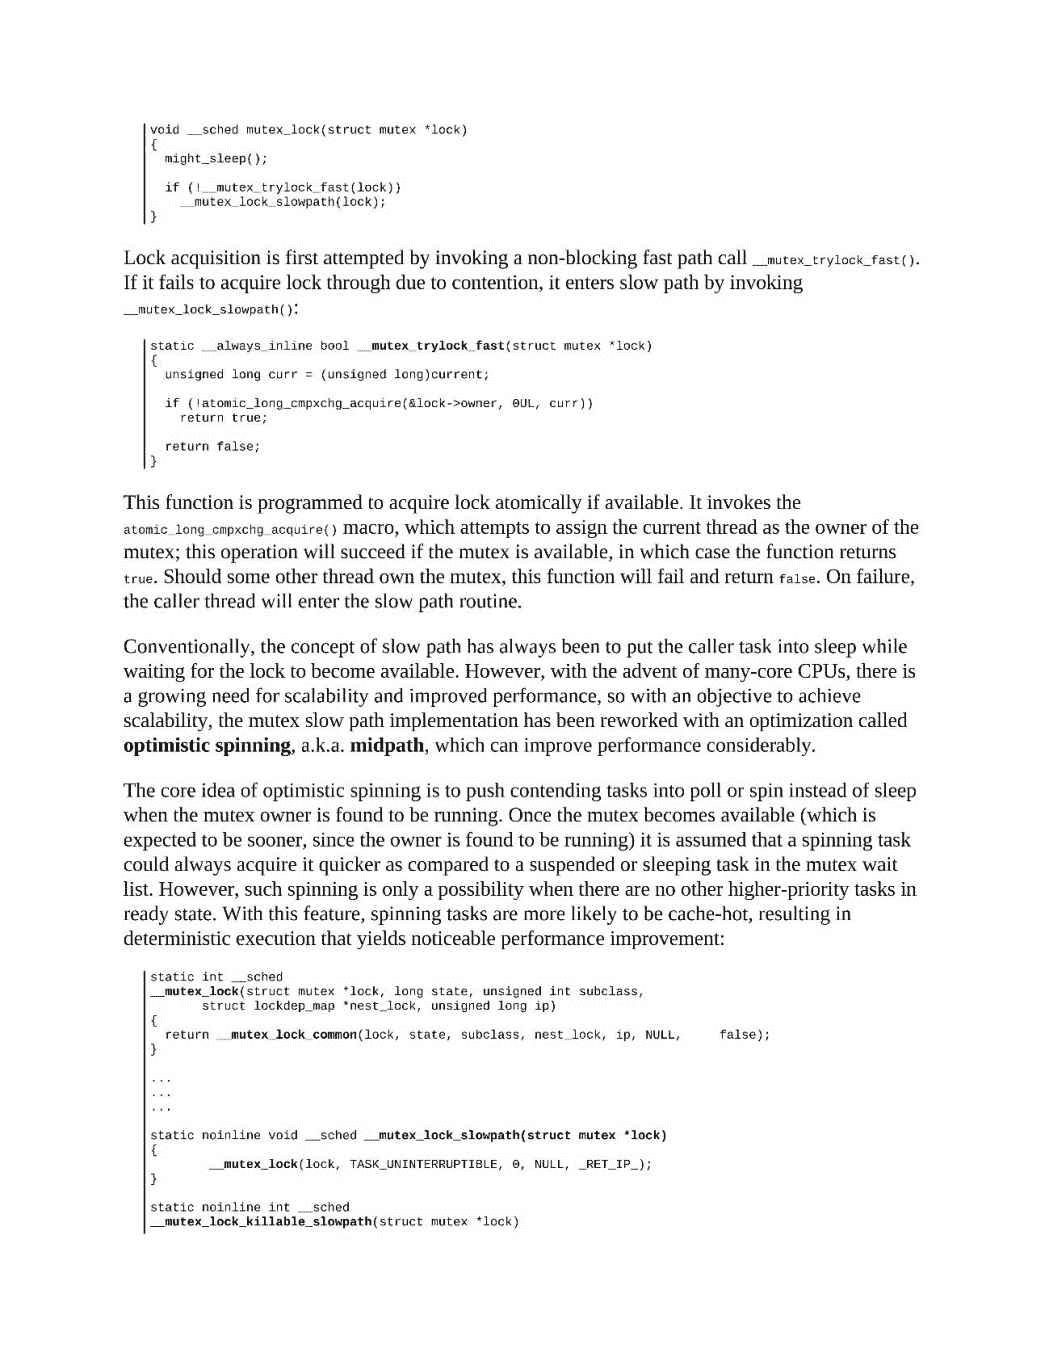 void __sched mutex_lock(struct mutex *lock)
{
  might_sleep();

  if (!__mutex_trylock_fast(lock))
    __mutex_lock_slowpath(lock);
}
Lock acquisition is first attempted by invoking a non-blocking fast path call __mutex_trylock_fast().
If it fails to acquire lock through due to contention, it enters slow path by invoking
__mutex_lock_slowpath():
static __always_inline bool __mutex_trylock_fast(struct mutex *lock)
{
  unsigned long curr = (unsigned long)current;

  if (!atomic_long_cmpxchg_acquire(&lock->owner, 0UL, curr))
    return true;

  return false;
}
This function is programmed to acquire lock atomically if available. It invokes the
atomic_long_cmpxchg_acquire() macro, which attempts to assign the current thread as the owner of the
mutex; this operation will succeed if the mutex is available, in which case the function returns
true. Should some other thread own the mutex, this function will fail and return false. On failure,
the caller thread will enter the slow path routine.
Conventionally, the concept of slow path has always been to put the caller task into sleep while
waiting for the lock to become available. However, with the advent of many-core CPUs, there is
a growing need for scalability and improved performance, so with an objective to achieve
scalability, the mutex slow path implementation has been reworked with an optimization called
optimistic spinning, a.k.a. midpath, which can improve performance considerably.
The core idea of optimistic spinning is to push contending tasks into poll or spin instead of sleep
when the mutex owner is found to be running. Once the mutex becomes available (which is
expected to be sooner, since the owner is found to be running) it is assumed that a spinning task
could always acquire it quicker as compared to a suspended or sleeping task in the mutex wait
list. However, such spinning is only a possibility when there are no other higher-priority tasks in
ready state. With this feature, spinning tasks are more likely to be cache-hot, resulting in
deterministic execution that yields noticeable performance improvement:
static int __sched
__mutex_lock(struct mutex *lock, long state, unsigned int subclass,
       struct lockdep_map *nest_lock, unsigned long ip)
{
  return __mutex_lock_common(lock, state, subclass, nest_lock, ip, NULL,     false);
}

...
...
...

static noinline void __sched __mutex_lock_slowpath(struct mutex *lock)
{
        __mutex_lock(lock, TASK_UNINTERRUPTIBLE, 0, NULL, _RET_IP_);
}

static noinline int __sched
__mutex_lock_killable_slowpath(struct mutex *lock)